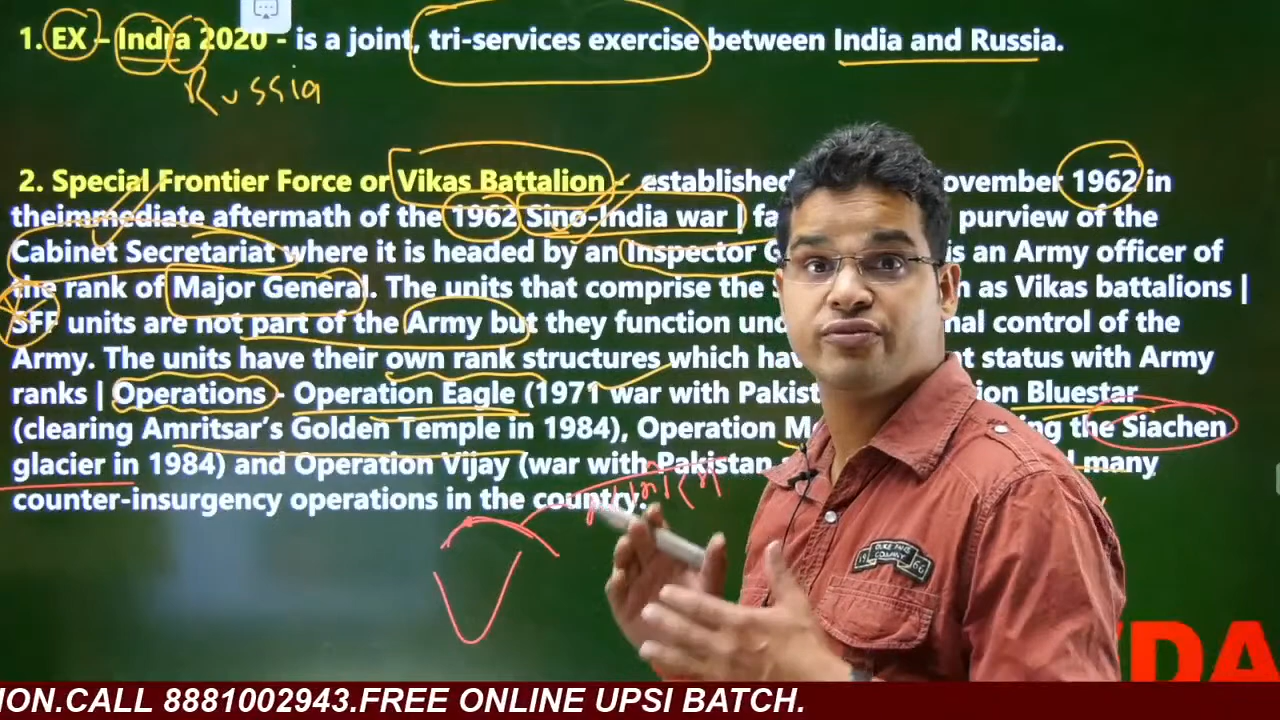 1. EX – Indra 2020 - is a joint, tri-services exercise between India and Russia.
Russia
2. Special Frontier Force or Vikas Battalion - established ovember 1962 in
theimmediate aftermath of the 1962 Sino-India war | fa purview of the
Cabinet Secretariat where it is headed by an Inspector G is an Army officer of
the rank of Major General. The units that comprise the S n as Vikas battalions |
SFF units are not part of the Army but they function und nal control of the
Army. The units have their own rank structures which hav nt status with Army
ranks | Operations - Operation Eagle (1971 war with Pakist ion Bluestar
(clearing Amritsar's Golden Temple in 1984), Operation Me ng the Siachen
glacier in 1984) and Operation Vijay (war with Pakistan many
counter-insurgency operations in the country.
19 DUKE MFG COMPANY 66
DA
ION.CALL 8881002943.FREE ONLINE UPSI BATCH.